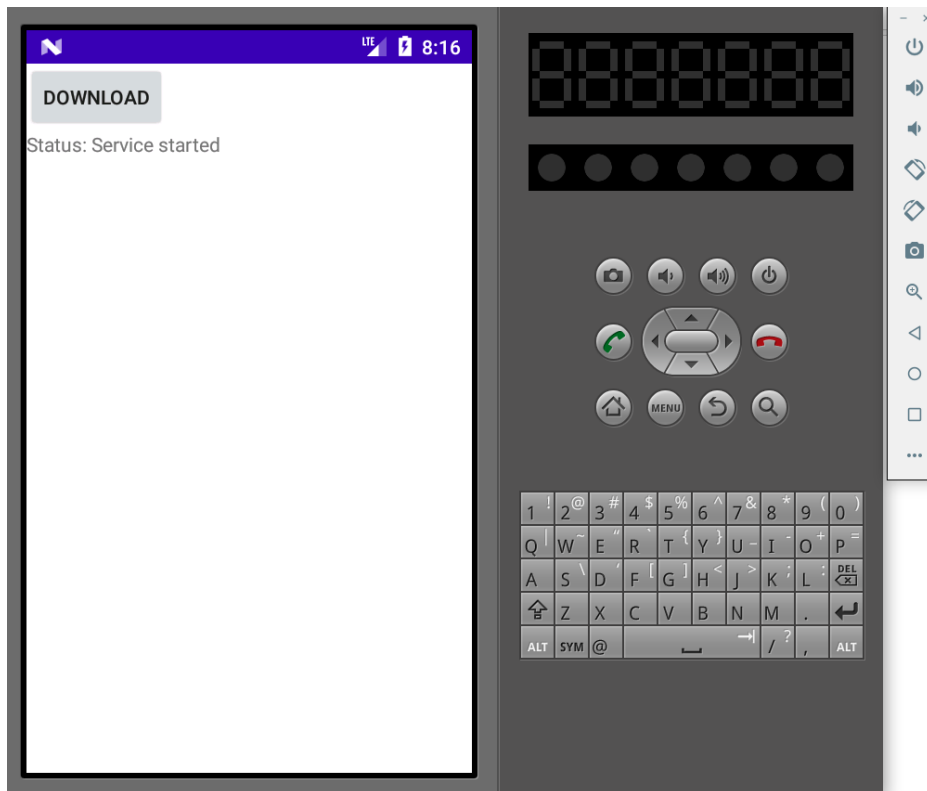 LTE 8:16
DOWNLOAD
Status: Service started
MENU
1 ! 2 @ 3 # 4 $ 5 % 6 ^ 7 & 8 * 9 ( 0 )
Q | W ~ E “ R ` T { Y } U _ I - O + P =
A S \ D ‘ F [ G ] H < J > K ; L : DEL
Z X C V B N M .
ALT SYM @ / ? , ALT